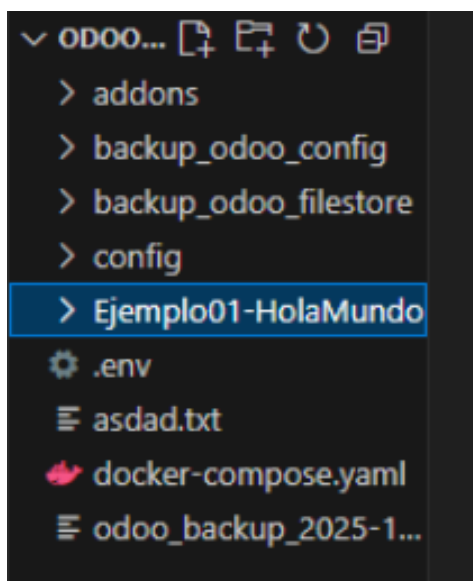 ODOO...
addons
backup_odoo_config
backup_odoo_filestore
config
Ejemplo01-HolaMundo
.env
asdad.txt
docker-compose.yaml
odoo_backup_2025-1...